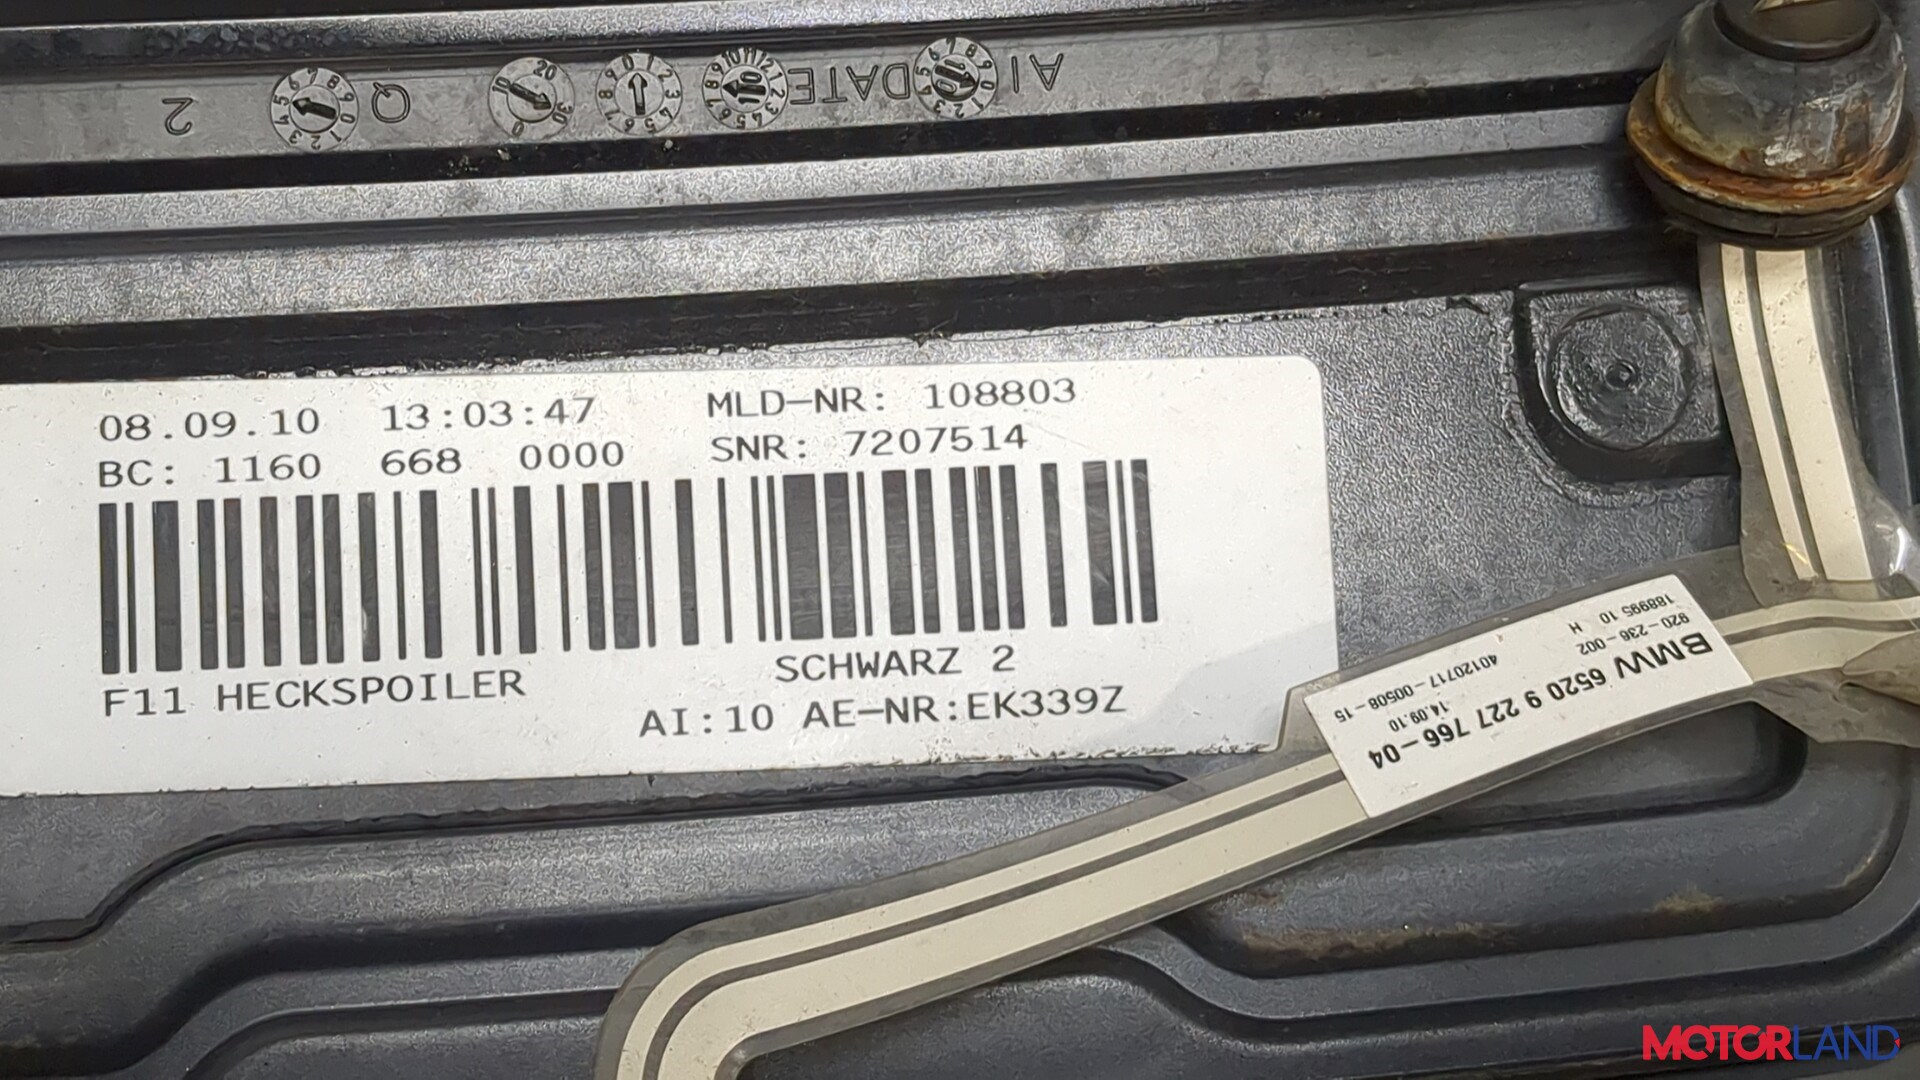 AI
DATE
Q
2
08.09.10 13:03:47 MLD-NR: 108803
BC: 1160 668 0000 SNR: 7207514
F11 HECKSPOILER
SCHWARZ 2
AI:10 AE-NR:EK339Z
BMW 6520 9 227 766-04
920-236-002 14.09.10
188995 10 H 40120717-00508-15
MOTORLAND